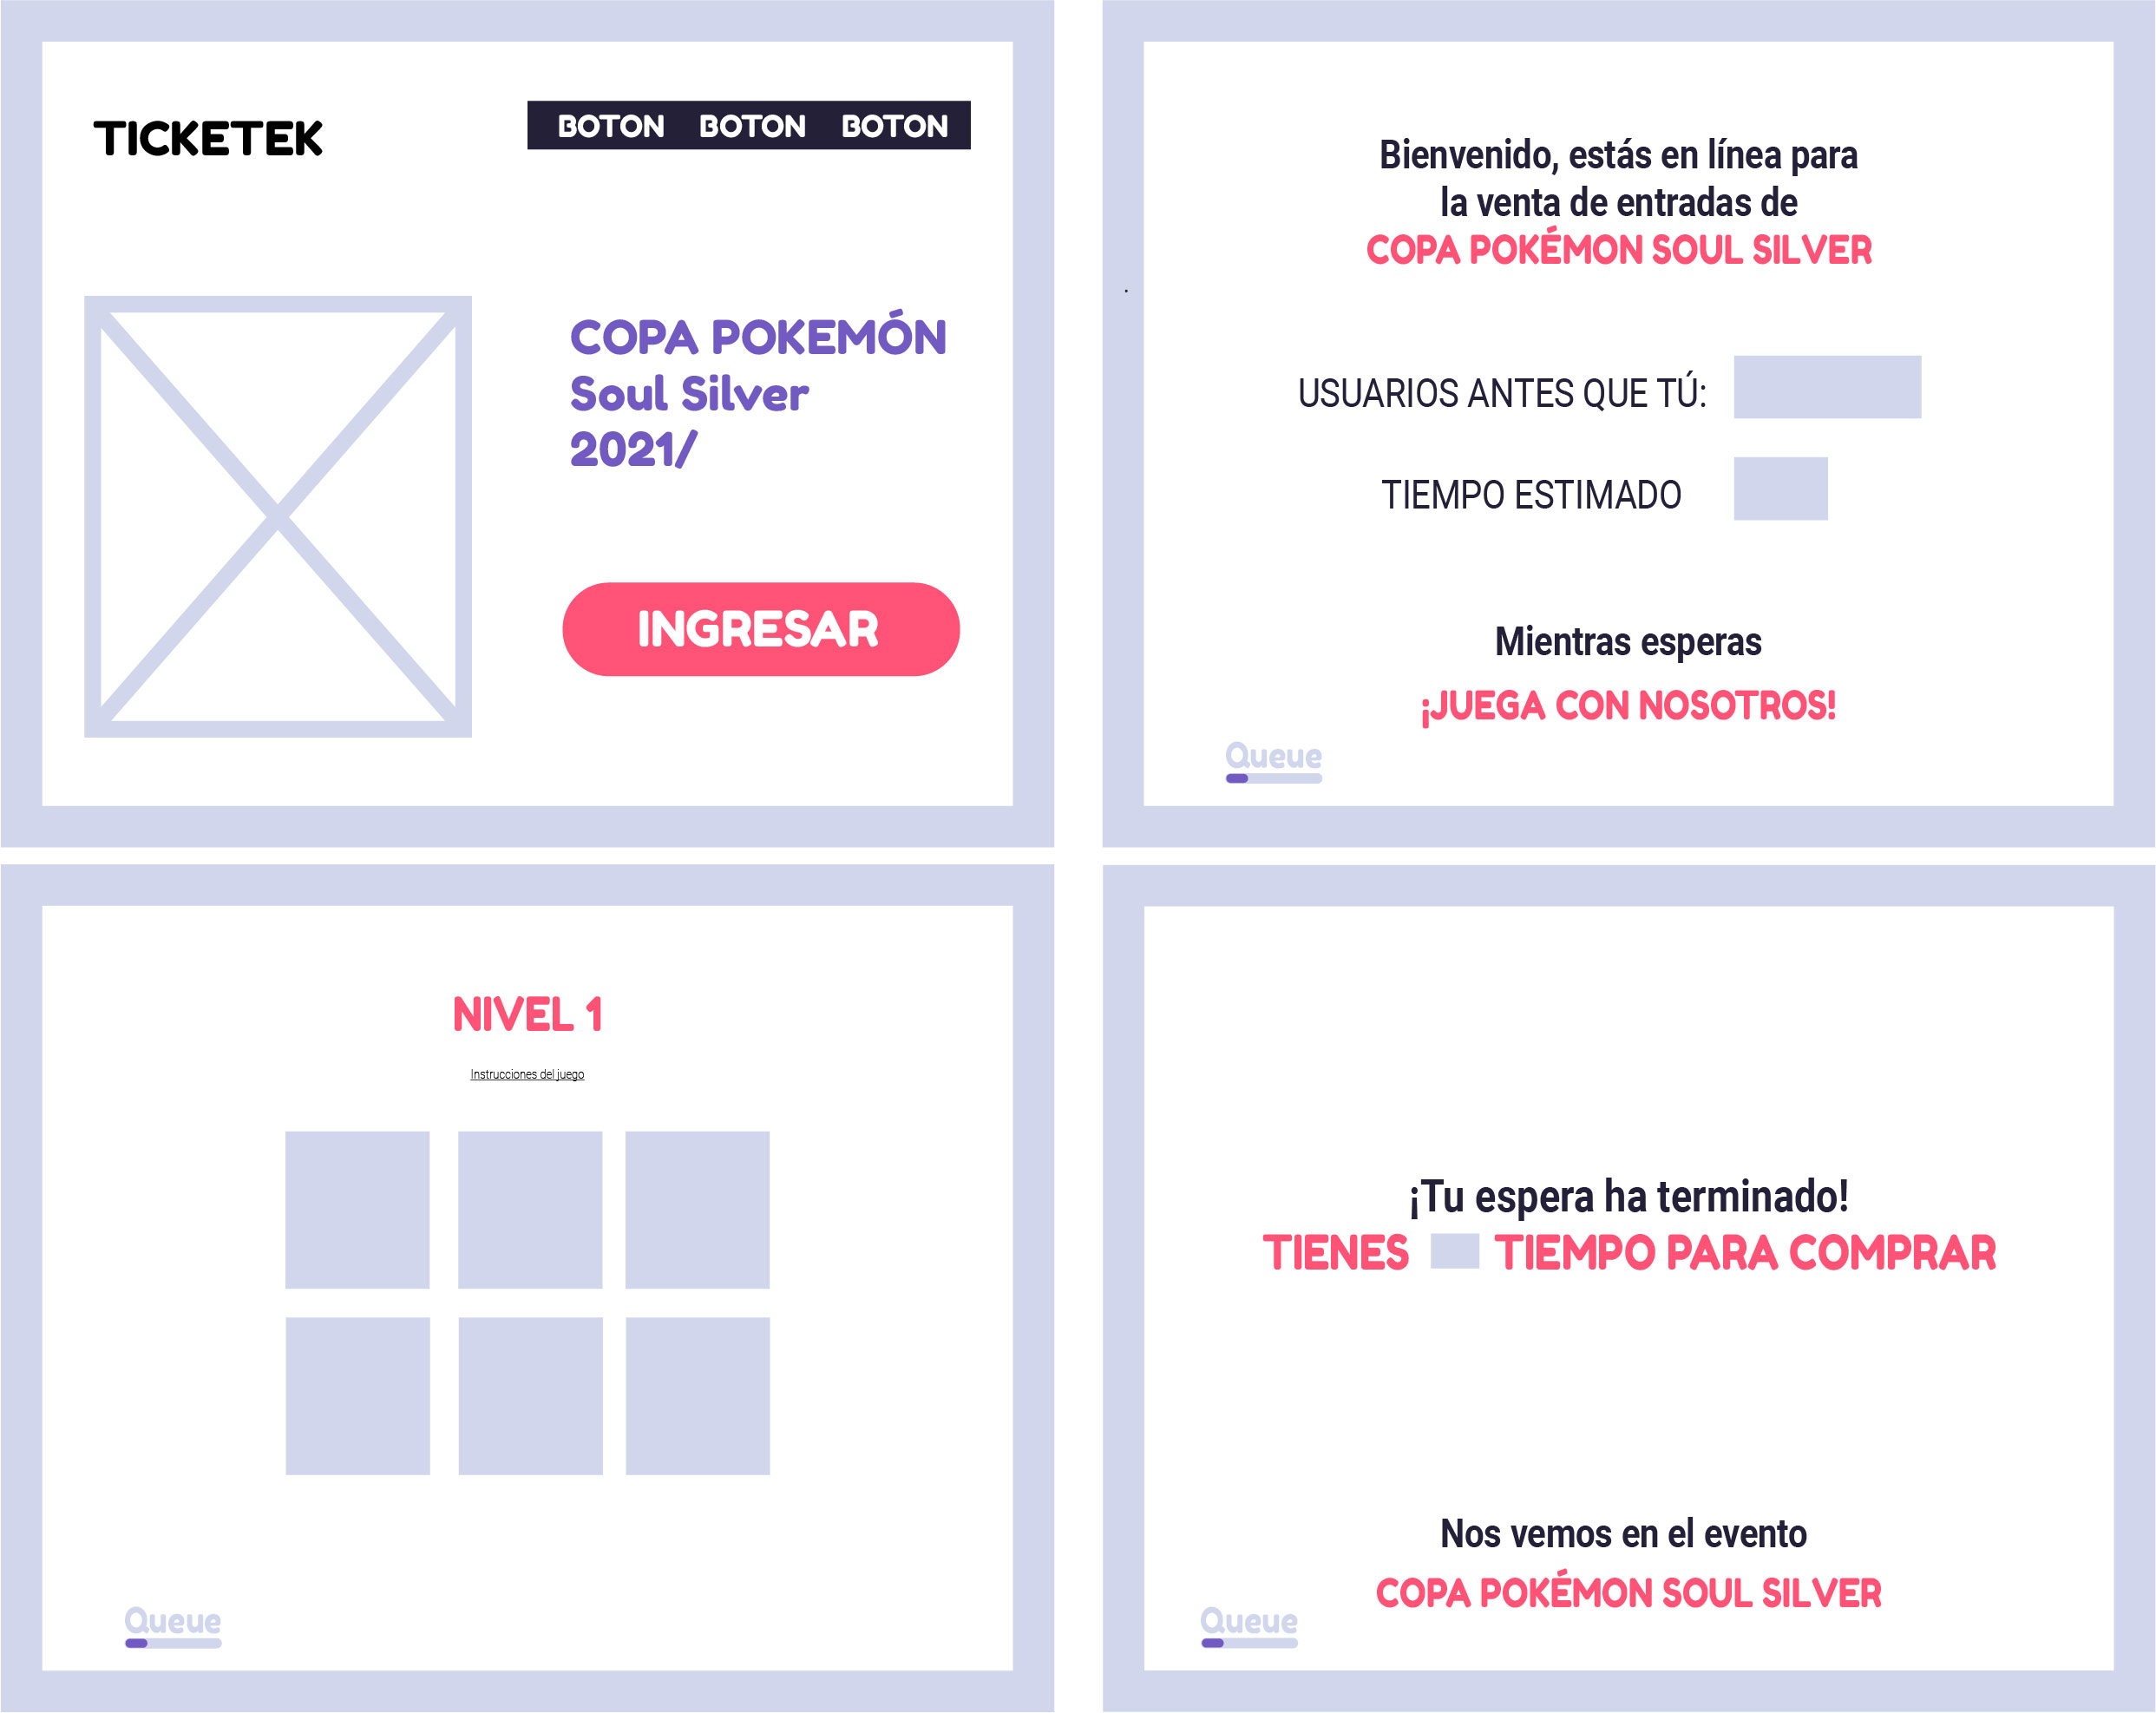 TICKETEK
BOTON BOTON BOTON
COPA POKEMÓN
Soul Silver
2021/
INGRESAR
Bienvenido, estás en línea para
la venta de entradas de
COPA POKÉMON SOUL SILVER
USUARIOS ANTES QUE TÚ:
TIEMPO ESTIMADO
Mientras esperas
¡JUEGA CON NOSOTROS!
Queue
NIVEL 1
Instrucciones del juego
Queue
¡Tu espera ha terminado!
TIENES TIEMPO PARA COMPRAR
Nos vemos en el evento
COPA POKÉMON SOUL SILVER
Queue